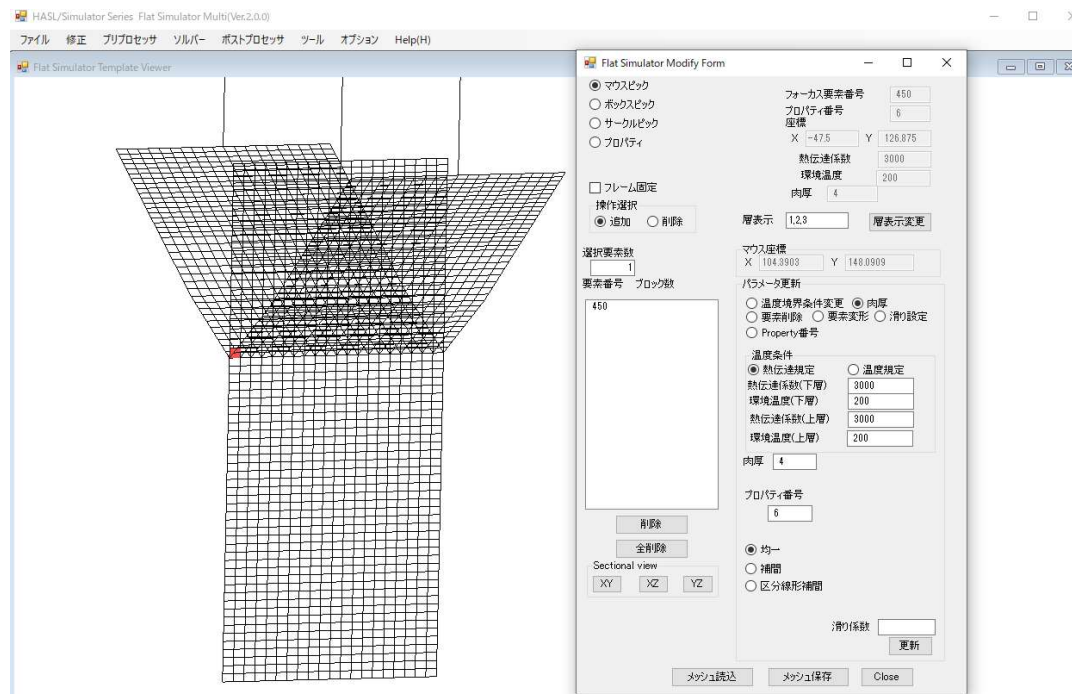 HASL/Simulator Series Flat Simulator Multi(Ver.2.0.0)
ファイル 修正 プリプロセッサ ソルバー ポストプロセッサ ツール オプション Help(H)
Flat Simulator Template Viewer
Flat Simulator Modify Form
マウスピック
ボックスピック
サークルピック
プロパティ
フォーカス要素番号 450
プロパティ番号 6
座標
X -47.5 Y 126.875
熱伝達係数 3000
環境温度 200
肉厚 4
フレーム固定
操作選択
追加 削除
層表示 1,2,3 層表示変更
選択要素数
1
要素番号 ブロック数
450
マウス座標
X 104.3903 Y 148.0909
パラメータ更新
温度境界条件変更 肉厚
要素削除 要素変形 滑り設定
Property番号
温度条件
熱伝達規定 温度規定
熱伝達係数(下層) 3000
環境温度(下層) 200
熱伝達係数(上層) 3000
環境温度(上層) 200
肉厚 4
プロパティ番号
6
削除
全削除
Sectional view
XY XZ YZ
均一
補間
区分線形補間
滑り係数
更新
メッシュ読込 メッシュ保存 Close